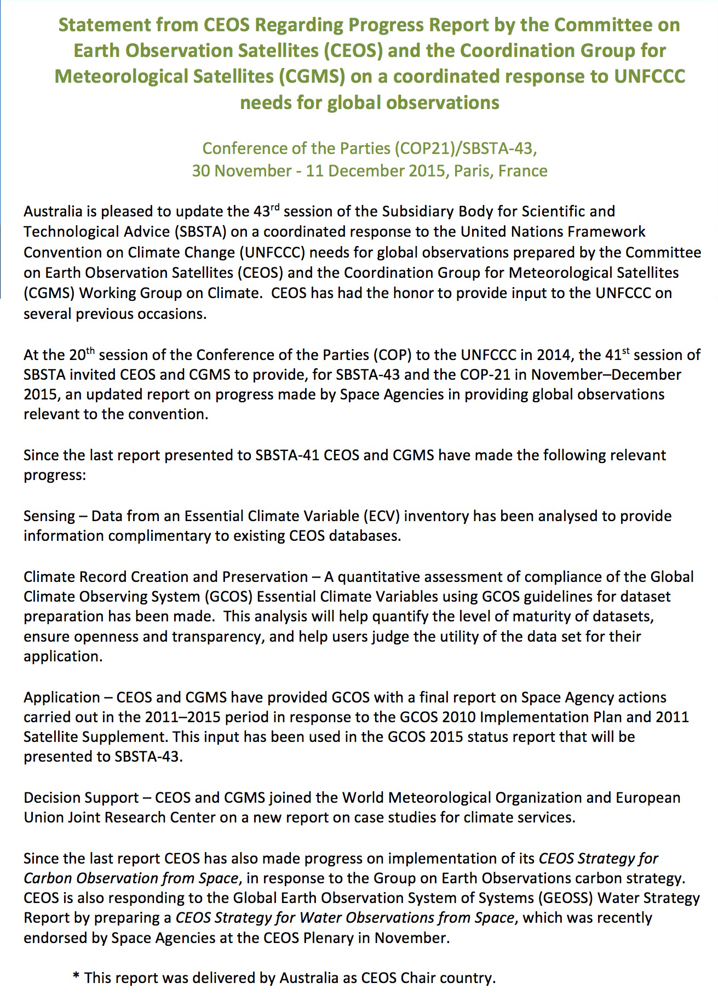 Statement from CEOS Regarding Progress Report by the Committee on
Earth Observation Satellites (CEOS) and the Coordination Group for
Meteorological Satellites (CGMS) on a coordinated response to UNFCCC
needs for global observations
Conference of the Parties (COP21)/SBSTA-43,
30 November - 11 December 2015, Paris, France
Australia is pleased to update the 43rd session of the Subsidiary Body for Scientific and
Technological Advice (SBSTA) on a coordinated response to the United Nations Framework
Convention on Climate Change (UNFCCC) needs for global observations prepared by the Committee
on Earth Observation Satellites (CEOS) and the Coordination Group for Meteorological Satellites
(CGMS) Working Group on Climate.  CEOS has had the honor to provide input to the UNFCCC on
several previous occasions.
At the 20th session of the Conference of the Parties (COP) to the UNFCCC in 2014, the 41st session of
SBSTA invited CEOS and CGMS to provide, for SBSTA-43 and the COP-21 in November–December
2015, an updated report on progress made by Space Agencies in providing global observations
relevant to the convention.
Since the last report presented to SBSTA-41 CEOS and CGMS have made the following relevant
progress:
Sensing – Data from an Essential Climate Variable (ECV) inventory has been analysed to provide
information complimentary to existing CEOS databases.
Climate Record Creation and Preservation – A quantitative assessment of compliance of the Global
Climate Observing System (GCOS) Essential Climate Variables using GCOS guidelines for dataset
preparation has been made.  This analysis will help quantify the level of maturity of datasets,
ensure openness and transparency, and help users judge the utility of the data set for their
application.
Application – CEOS and CGMS have provided GCOS with a final report on Space Agency actions
carried out in the 2011–2015 period in response to the GCOS 2010 Implementation Plan and 2011
Satellite Supplement. This input has been used in the GCOS 2015 status report that will be
presented to SBSTA-43.
Decision Support – CEOS and CGMS joined the World Meteorological Organization and European
Union Joint Research Center on a new report on case studies for climate services.
Since the last report CEOS has also made progress on implementation of its CEOS Strategy for
Carbon Observation from Space, in response to the Group on Earth Observations carbon strategy.
CEOS is also responding to the Global Earth Observation System of Systems (GEOSS) Water Strategy
Report by preparing a CEOS Strategy for Water Observations from Space, which was recently
endorsed by Space Agencies at the CEOS Plenary in November.
* This report was delivered by Australia as CEOS Chair country.